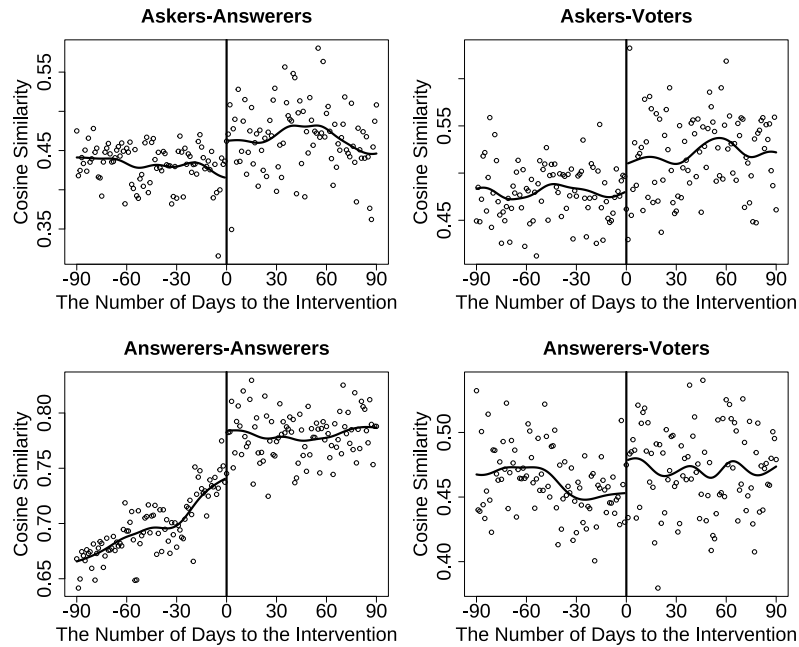 Askers-Answerers
Cosine Similarity
0.35 0.45 0.55
-90 -60 -30 0 30 60 90
The Number of Days to the Intervention
Askers-Voters
Cosine Similarity
0.45 0.55
-90 -60 -30 0 30 60 90
The Number of Days to the Intervention
Answerers-Answerers
Cosine Similarity
0.65 0.70 0.75 0.80
-90 -60 -30 0 30 60 90
The Number of Days to the Intervention
Answerers-Voters
Cosine Similarity
0.40 0.45 0.50
-90 -60 -30 0 30 60 90
The Number of Days to the Intervention